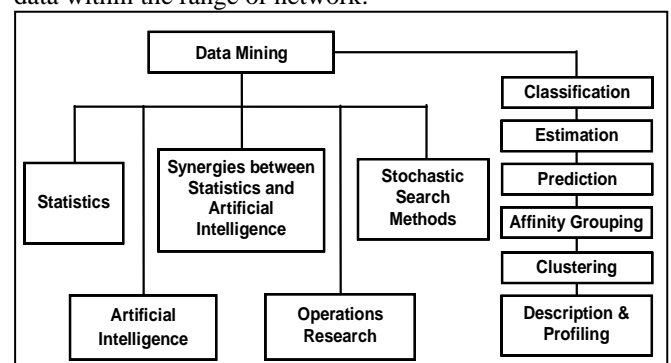 data within the range of network.
Data Mining
Classification
Estimation
Prediction
Affinity Grouping
Clustering
Description &
Profiling
Statistics
Synergies between
Statistics and
Artificial
Intelligence
Stochastic
Search
Methods
Artificial
Intelligence
Operations
Research